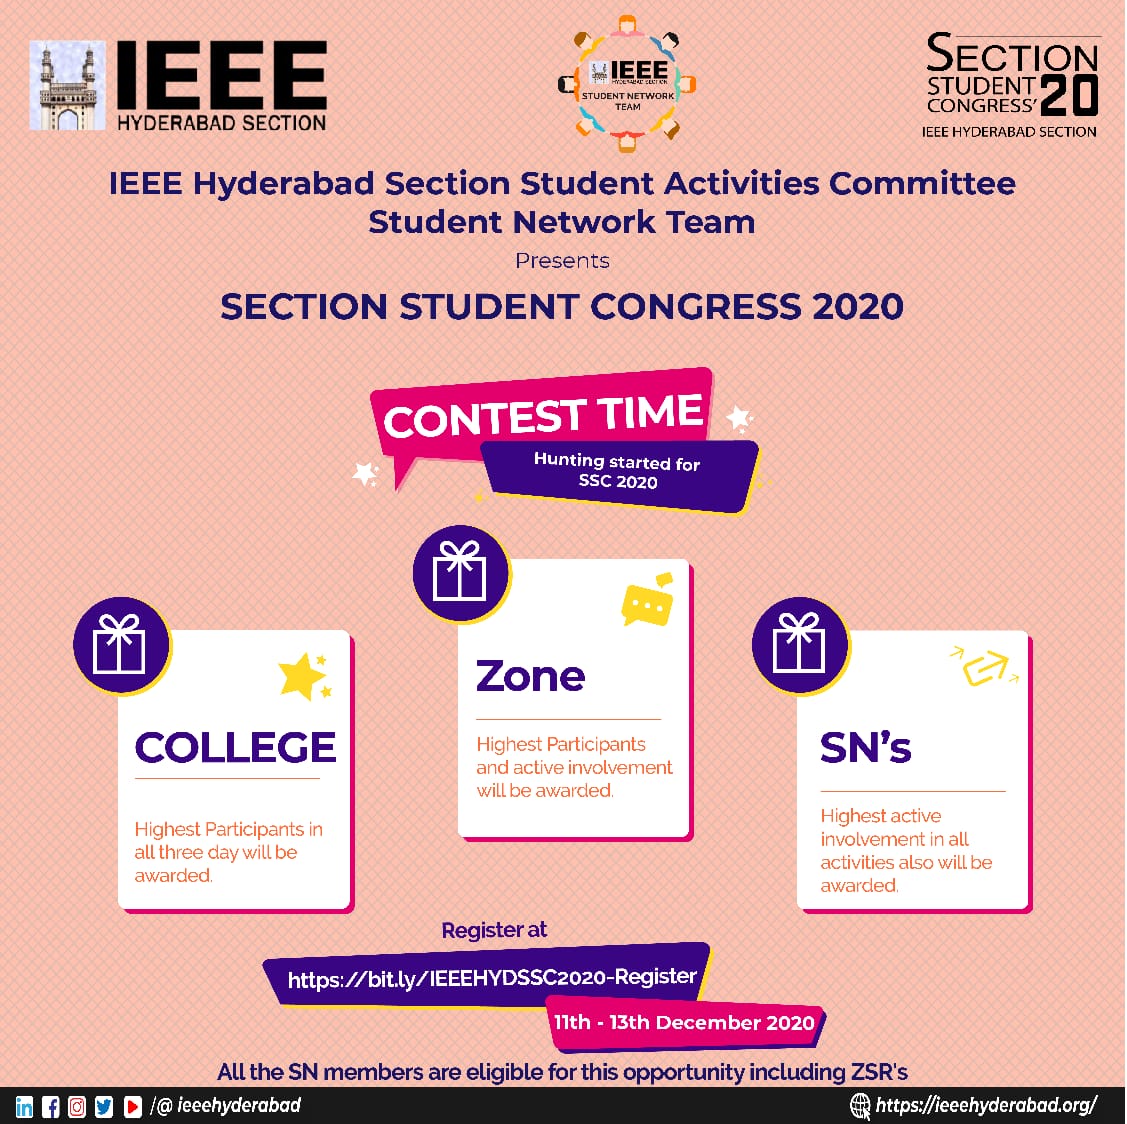 IEEE
HYDERABAD SECTION
IEEE
HYDERABAD SECTION
STUDENT NETWORK
TEAM
SECTION
STUDENT
CONGRESS'20
IEEE HYDERABAD SECTION
IEEE Hyderabad Section Student Activities Committee
Student Network Team
Presents
SECTION STUDENT CONGRESS 2020
CONTEST TIME
Hunting started for
SSC 2020
COLLEGE
Highest Participants in
all three day will be
awarded.
Zone
Highest Participants
and active involvement
will be awarded.
SN's
Highest active
involvement in all
activities also will be
awarded.
Register at
https://bit.ly/IEEEHYDSSC2020-Register
11th - 13th December 2020
All the SN members are eligible for this opportunity including ZSR's
/@ieeehyderabad
https://ieeehyderabad.org/